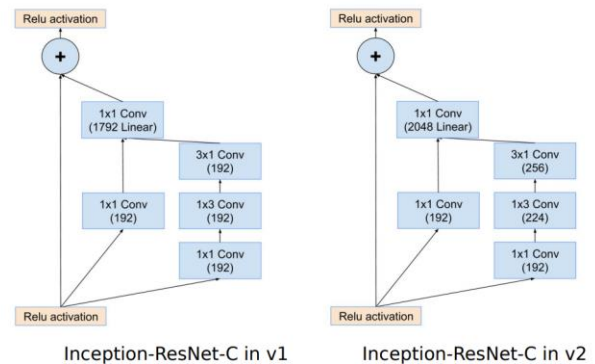 Relu activation
+
1x1 Conv
(1792 Linear)
3x1 Conv
(192)
1x1 Conv
(192)
1x3 Conv
(192)
1x1 Conv
(192)
Relu activation
Inception-ResNet-C in v1
Relu activation
+
1x1 Conv
(2048 Linear)
3x1 Conv
(256)
1x1 Conv
(192)
1x3 Conv
(224)
1x1 Conv
(192)
Relu activation
Inception-ResNet-C in v2